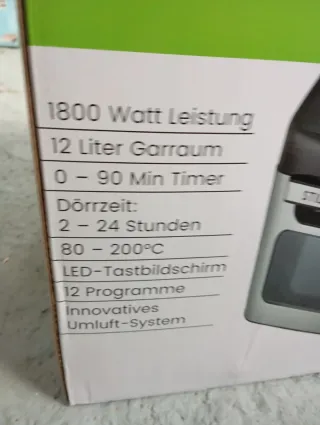 1800 Watt Leistung
12 Liter Garraum
0 – 90 Min Timer
Dörrzeit:
2 – 24 Stunden
80 – 200°C
LED-Tastbildschirm
12 Programme
Innovatives
Umluft-System